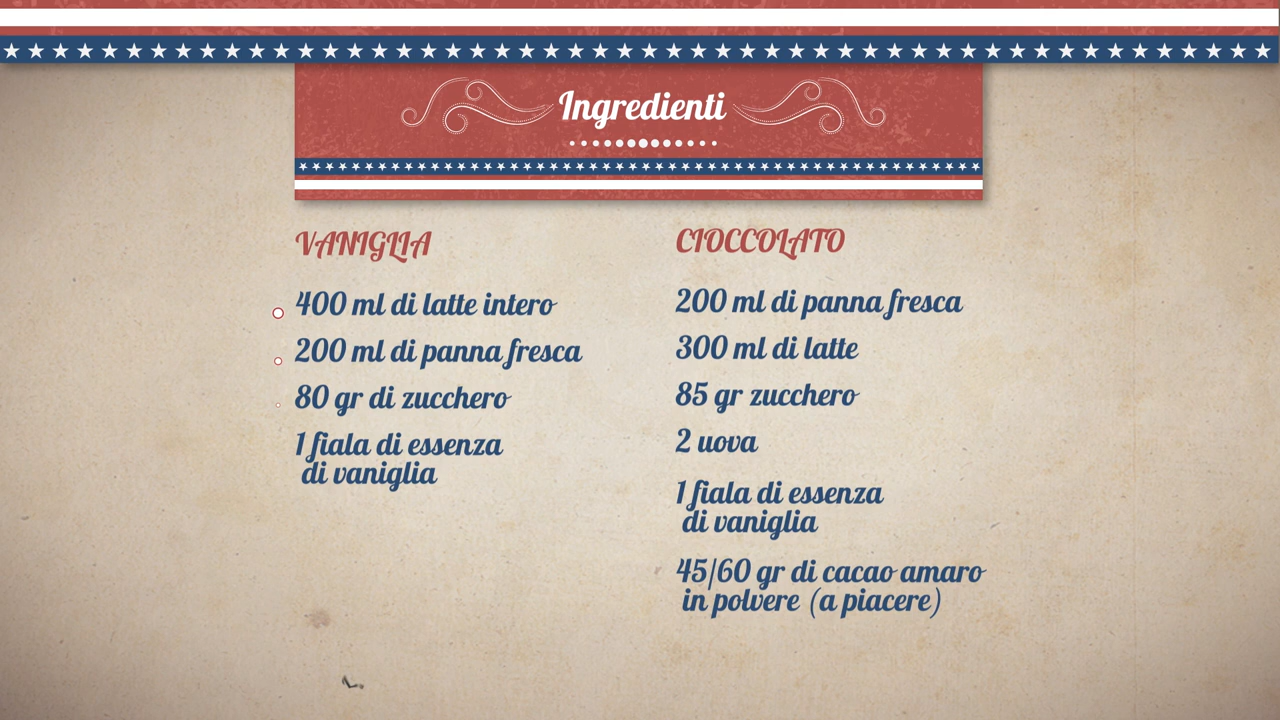 Ingredienti
VANIGLIA
400 ml di latte intero
200 ml di panna fresca
80 gr di zucchero
1 fiala di essenza
di vaniglia
CIOCCOLATO
200 ml di panna fresca
300 ml di latte
85 gr zucchero
2 uova
1 fiala di essenza
di vaniglia
45/60 gr di cacao amaro
in polvere (a piacere)